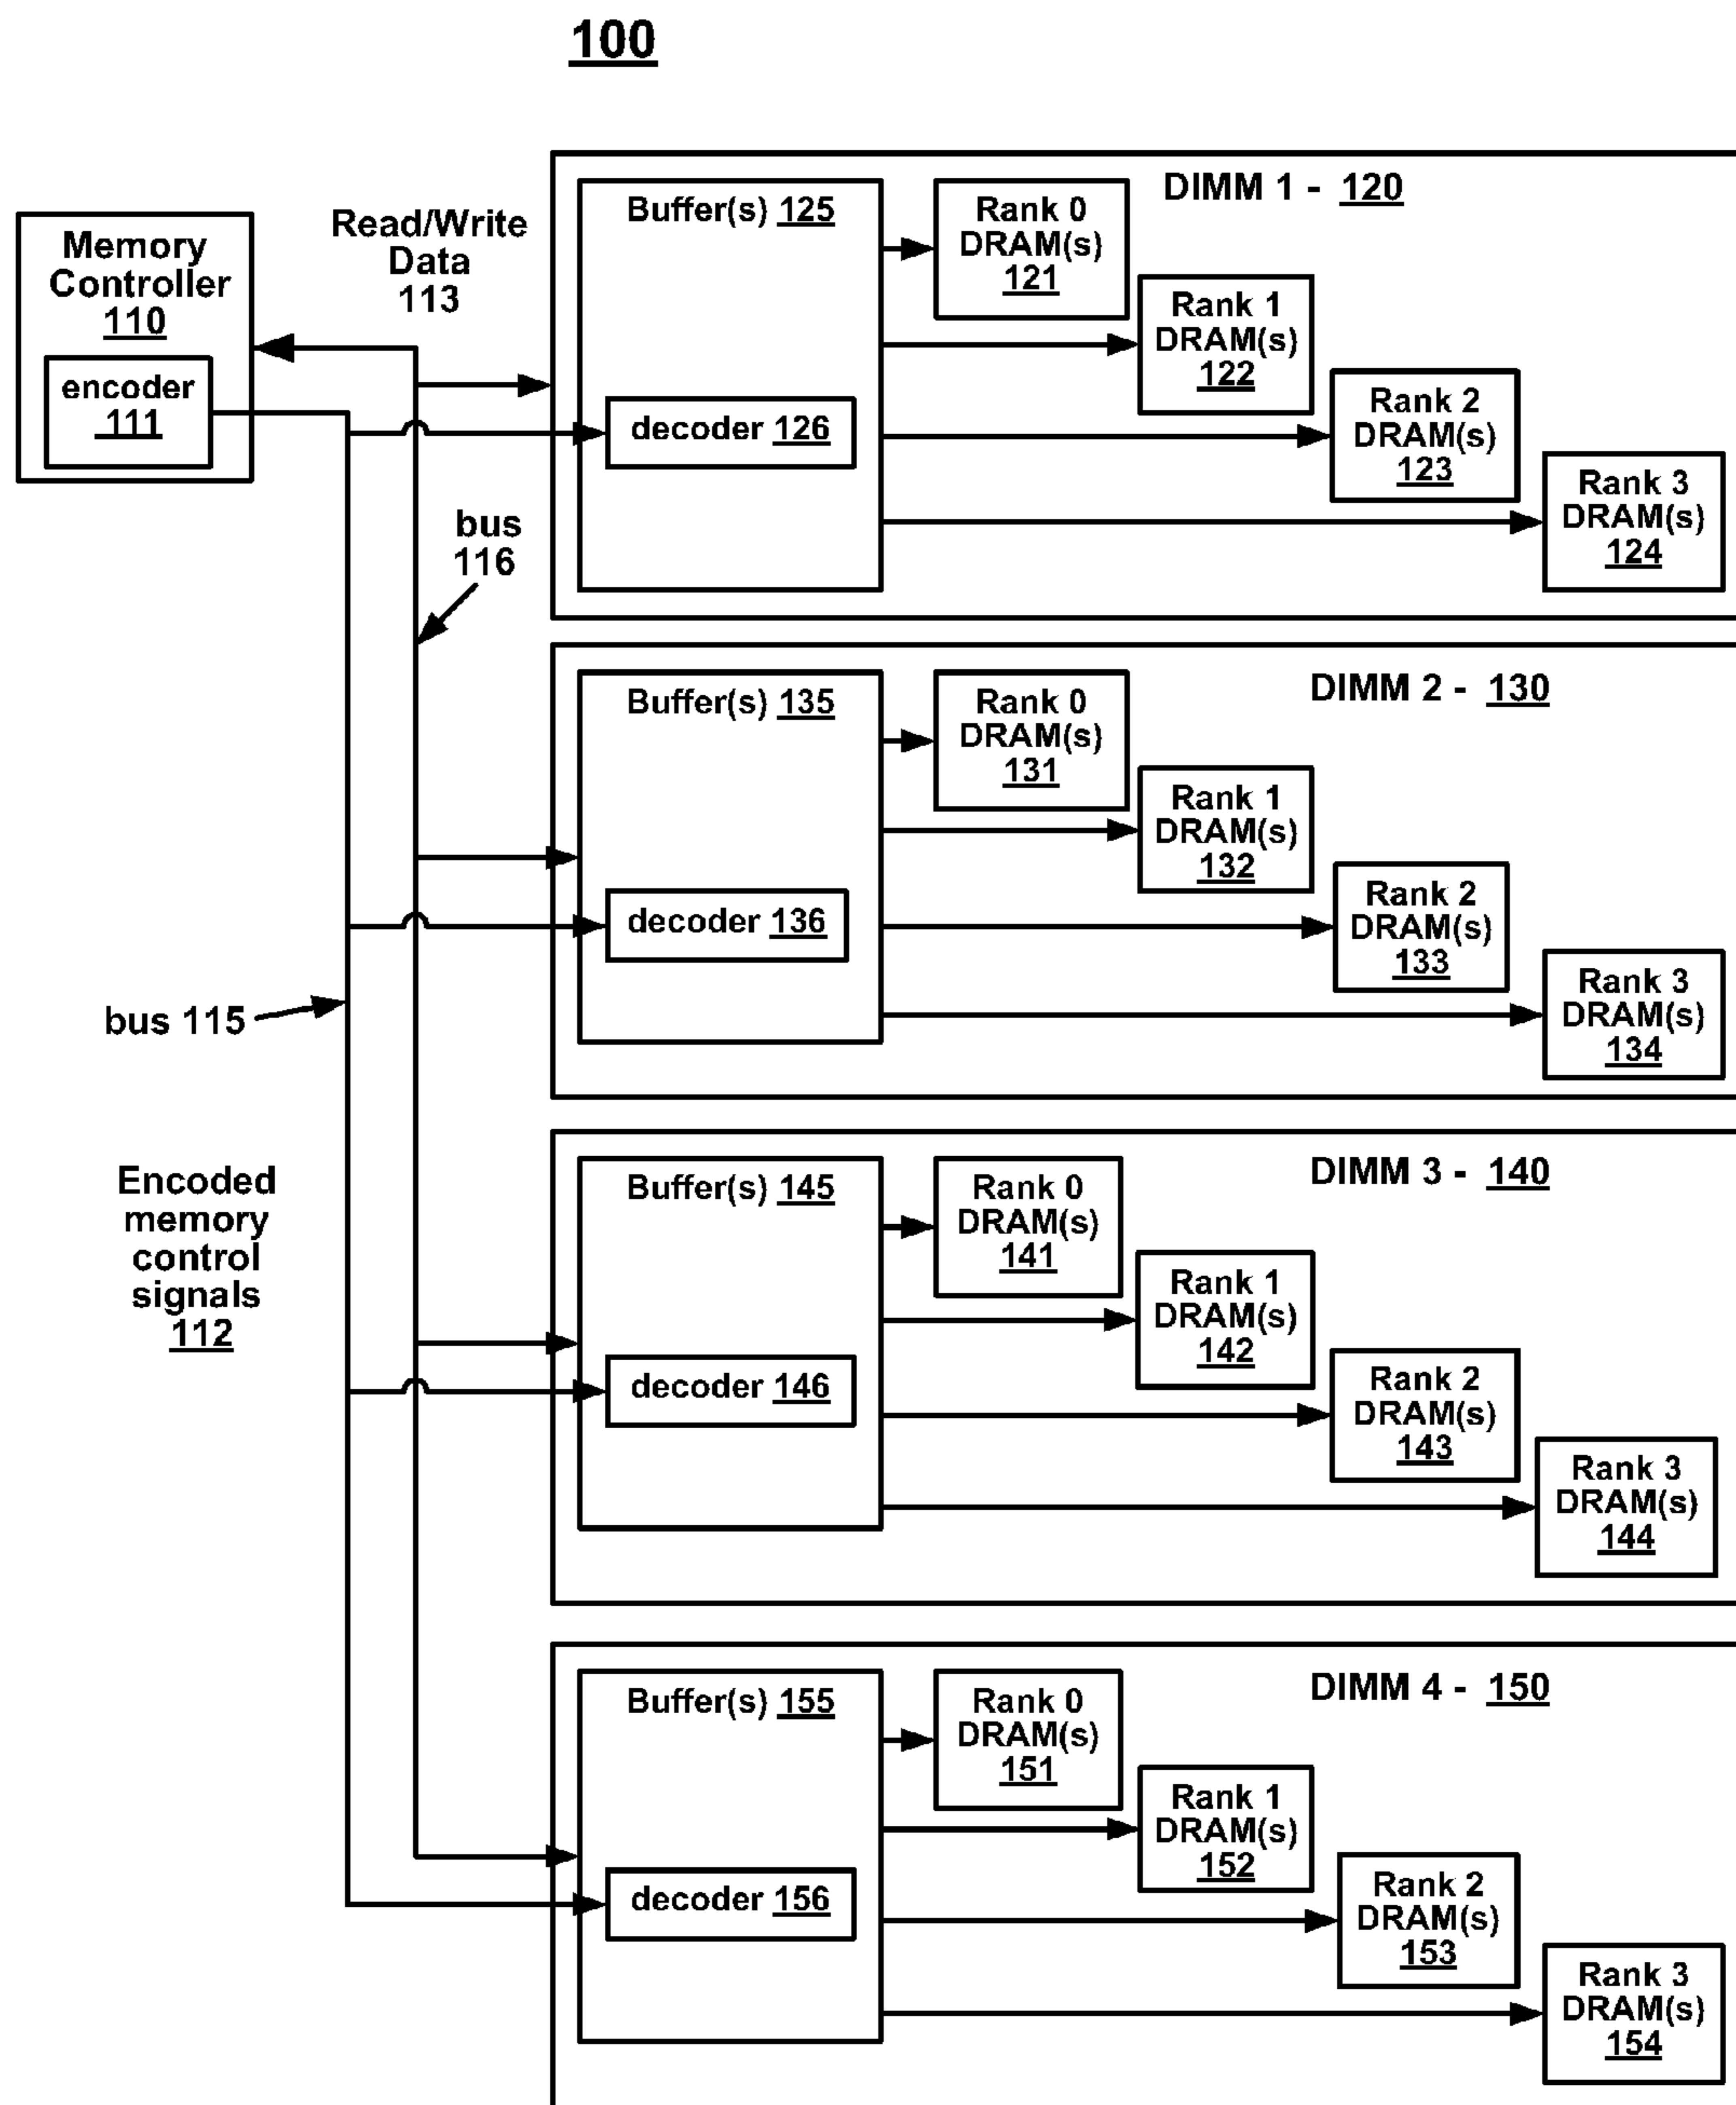 100
Memory
Controller
110
encoder
111
Read/Write
Data
113
bus
116
bus 115
Encoded
memory
control
signals
112
DIMM 1 - 120
Buffer(s) 125
decoder 126
Rank 0
DRAM(s)
121
Rank 1
DRAM(s)
122
Rank 2
DRAM(s)
123
Rank 3
DRAM(s)
124
DIMM 2 - 130
Buffer(s) 135
decoder 136
Rank 0
DRAM(s)
131
Rank 1
DRAM(s)
132
Rank 2
DRAM(s)
133
Rank 3
DRAM(s)
134
DIMM 3 - 140
Buffer(s) 145
decoder 146
Rank 0
DRAM(s)
141
Rank 1
DRAM(s)
142
Rank 2
DRAM(s)
143
Rank 3
DRAM(s)
144
DIMM 4 - 150
Buffer(s) 155
decoder 156
Rank 0
DRAM(s)
151
Rank 1
DRAM(s)
152
Rank 2
DRAM(s)
153
Rank 3
DRAM(s)
154